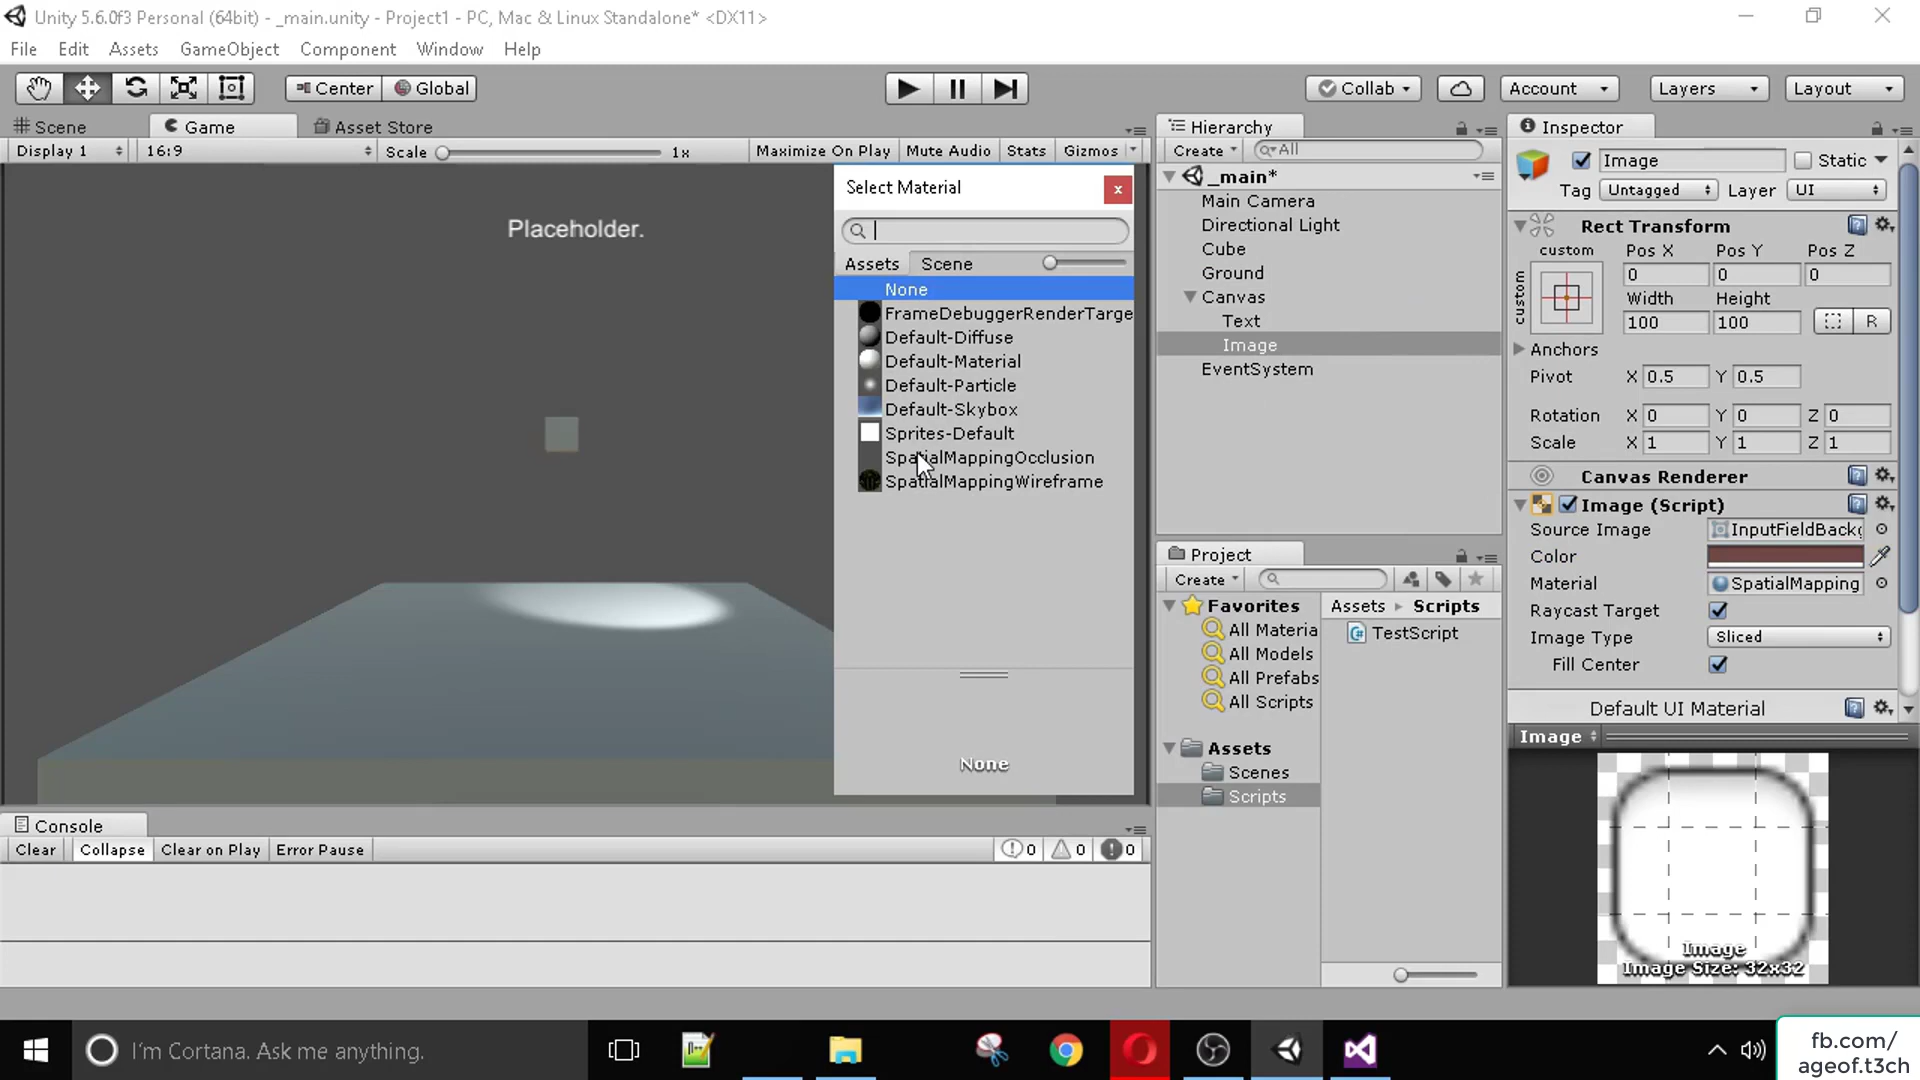 Unity 5.6.0f3 Personal (64bit) - _main.unity - Project1 - PC, Mac & Linux Standalone* <DX11>
File Edit Assets GameObject Component Window Help
Center Global Collab Account Layers Layout
Scene Game Asset Store
Display 1 16:9 Scale 1x Maximize On Play Mute Audio Stats Gizmos
Placeholder.
Select Material
x
Assets Scene
None
FrameDebuggerRenderTarge
Default-Diffuse
Default-Material
Default-Particle
Default-Skybox
Sprites-Default
SpatialMappingOcclusion
SpatialMappingWireframe
None
Hierarchy
Create All
_main*
Main Camera
Directional Light
Cube
Ground
Canvas
Text
Image
EventSystem
Project
Create
Favorites
All Materia
All Models
All Prefabs
All Scripts
Assets
Scenes
Scripts
Assets Scripts
TestScript
Inspector
Image Static
Tag Untagged Layer UI
Rect Transform
custom Pos X Pos Y Pos Z
custom
0 0 0
Width Height
100 100 R
Anchors
Pivot X 0.5 Y 0.5
Rotation X 0 Y 0 Z 0
Scale X 1 Y 1 Z 1
Canvas Renderer
Image (Script)
Source Image InputFieldBackg
Color
Material SpatialMapping
Raycast Target
Image Type Sliced
Fill Center
Default UI Material
Image
Image
Image Size: 32x32
Console
Clear Collapse Clear on Play Error Pause 0 0 0
I'm Cortana. Ask me anything.
fb.com/
ageof.t3ch